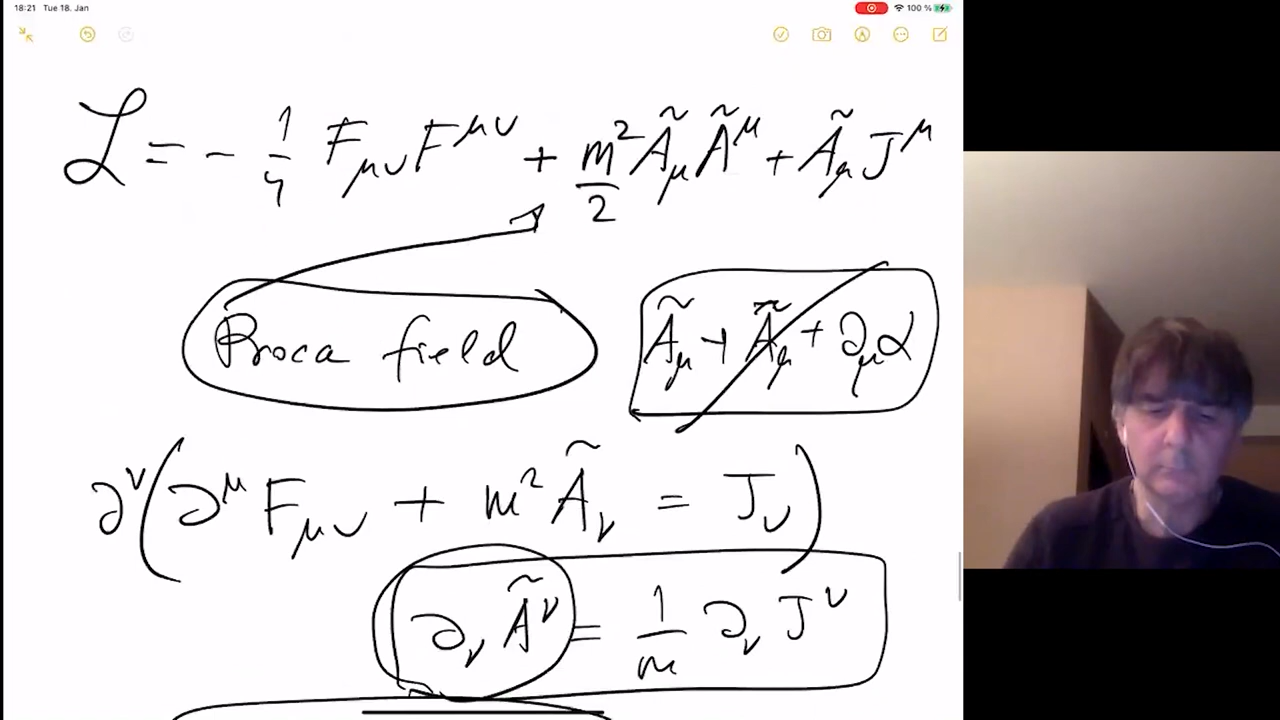 18:21 Tue 18. Jan 100 %
ℒ = - 1/4 F_μν F^μν + m²/2 Ã_μ Ã^μ + Ã_μ J^μ
Proca field
Ã_μ → Ã_μ + ∂_μ α
∂^ν ( ∂^μ F_μν + m² Ã_ν = J_ν )
∂_ν Ã^ν = 1/m ∂_ν J^ν